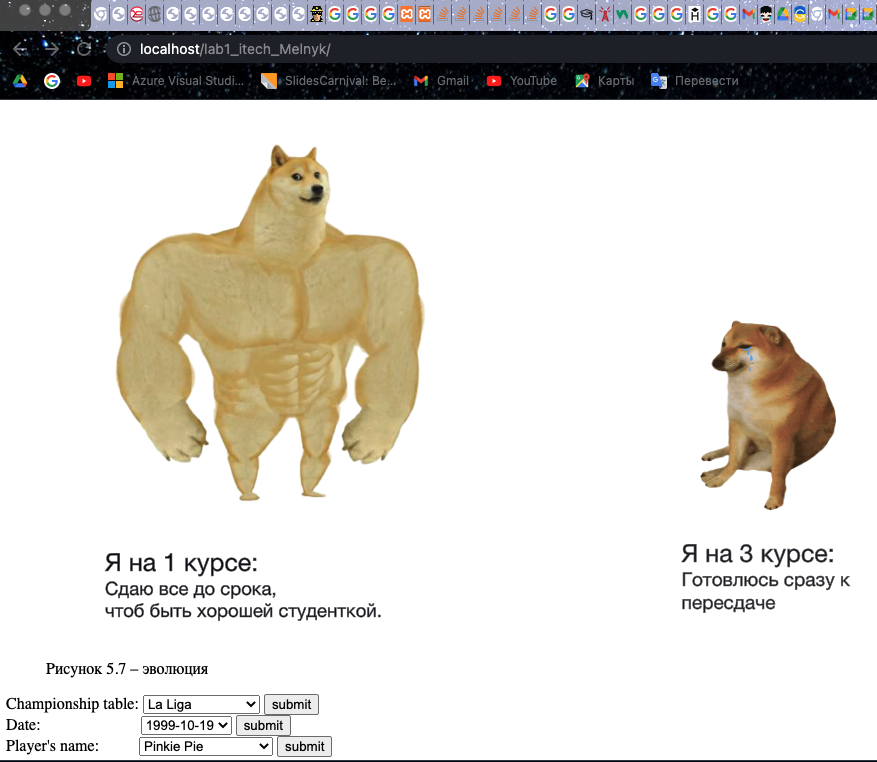 localhost/lab1_itech_Melnyk/
Azure Visual Studi... SlidesCarnival: Be... Gmail YouTube Карты Перевести
Я на 1 курсе:
Сдаю все до срока,
чтоб быть хорошей студенткой.
Я на 3 курсе:
Готовлюсь сразу к
пересдаче
Рисунок 5.7 – эволюция
Championship table: La Liga submit
Date: 1999-10-19 submit
Player's name: Pinkie Pie submit